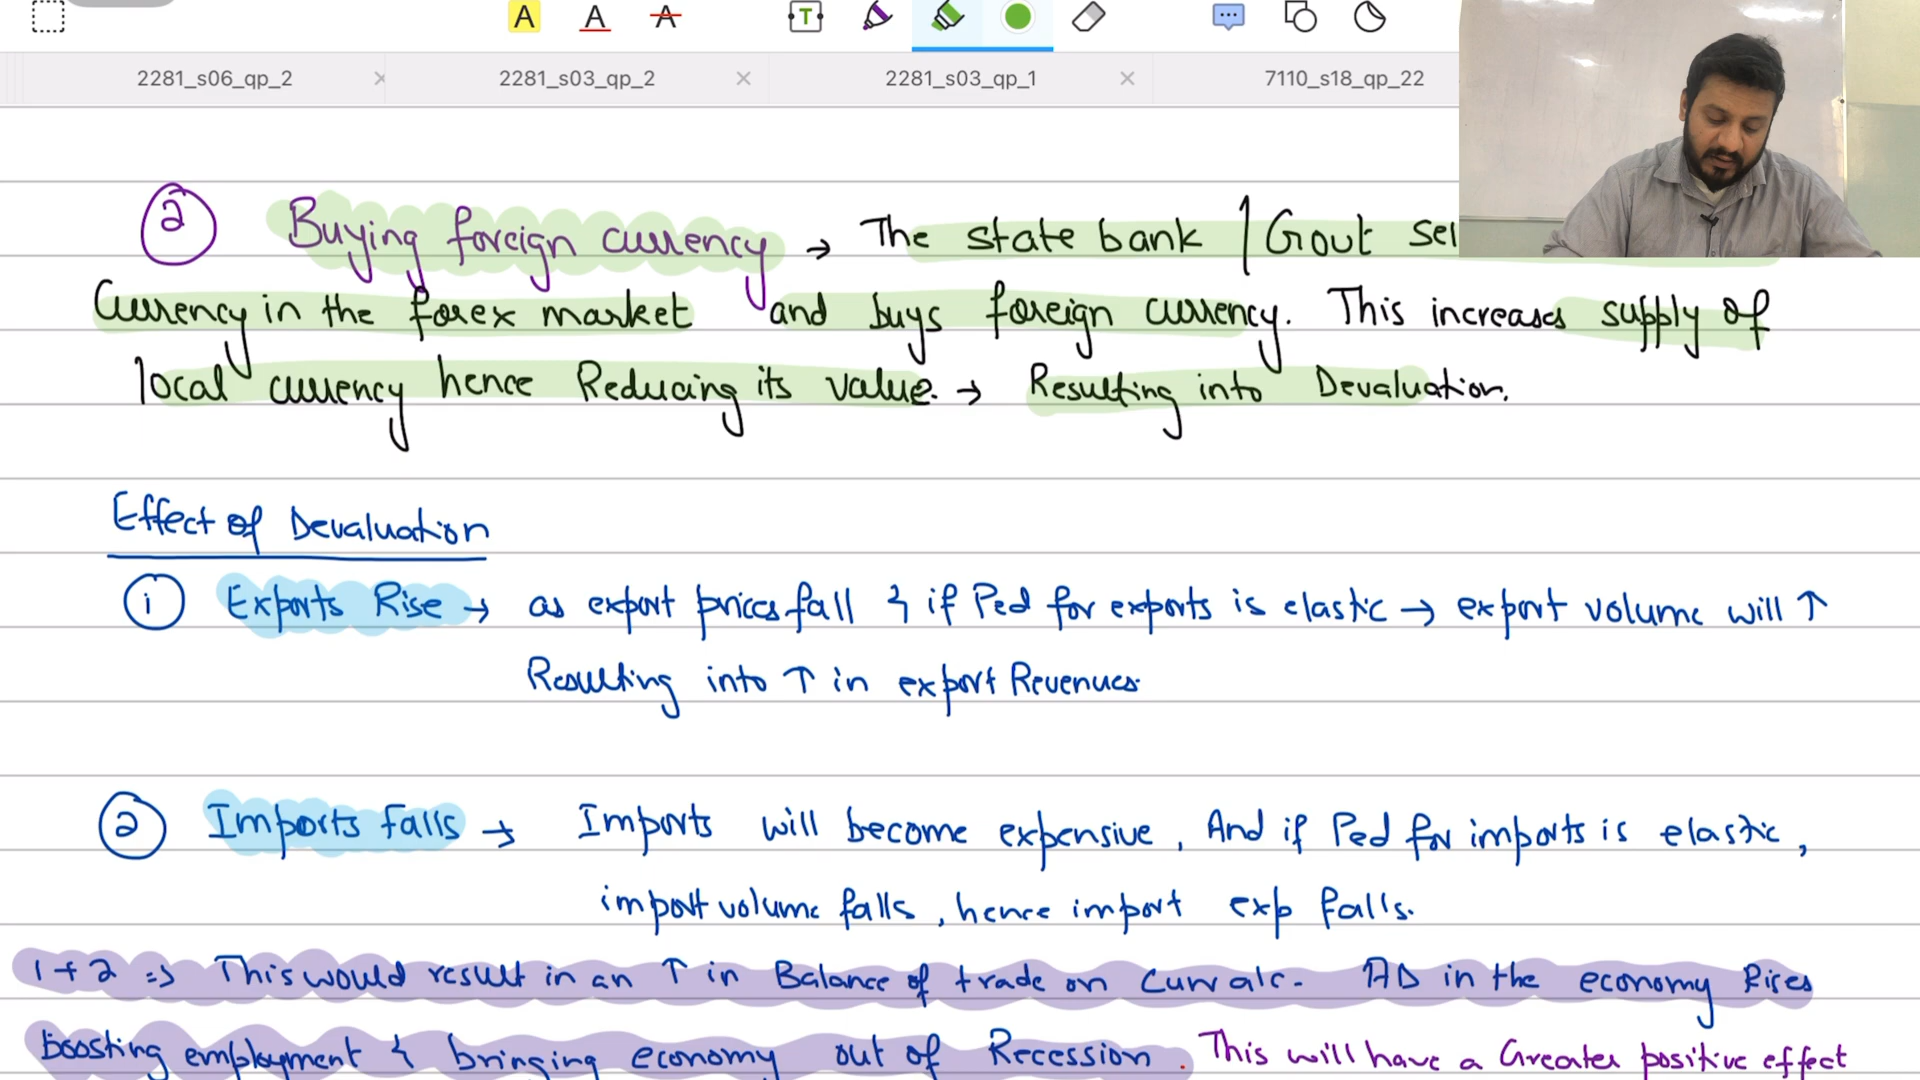 A A A T
2281_s06_qp_2 2281_s03_qp_2 2281_s03_qp_1 7110_s18_qp_22
2 Buying foreign currency → The state bank / Govt sel
Currency in the forex market and buys foreign currency. This increases supply of
local currency hence Reducing its value. → Resulting into Devaluation.
Effect of Devaluation
1 Exports Rise → as export prices fall & if Ped for exports is elastic → export volume will ↑
Resulting into ↑ in export Revenues.
2 Imports falls → Imports will become expensive, And if Ped for imports is elastic,
import volume falls, hence import exp falls.
1 + 2 => This would result in an ↑ in Balance of trade on Curr a/c. AD in the economy Rises
boosting employment & bringing economy out of Recession. This will have a Greater positive effect